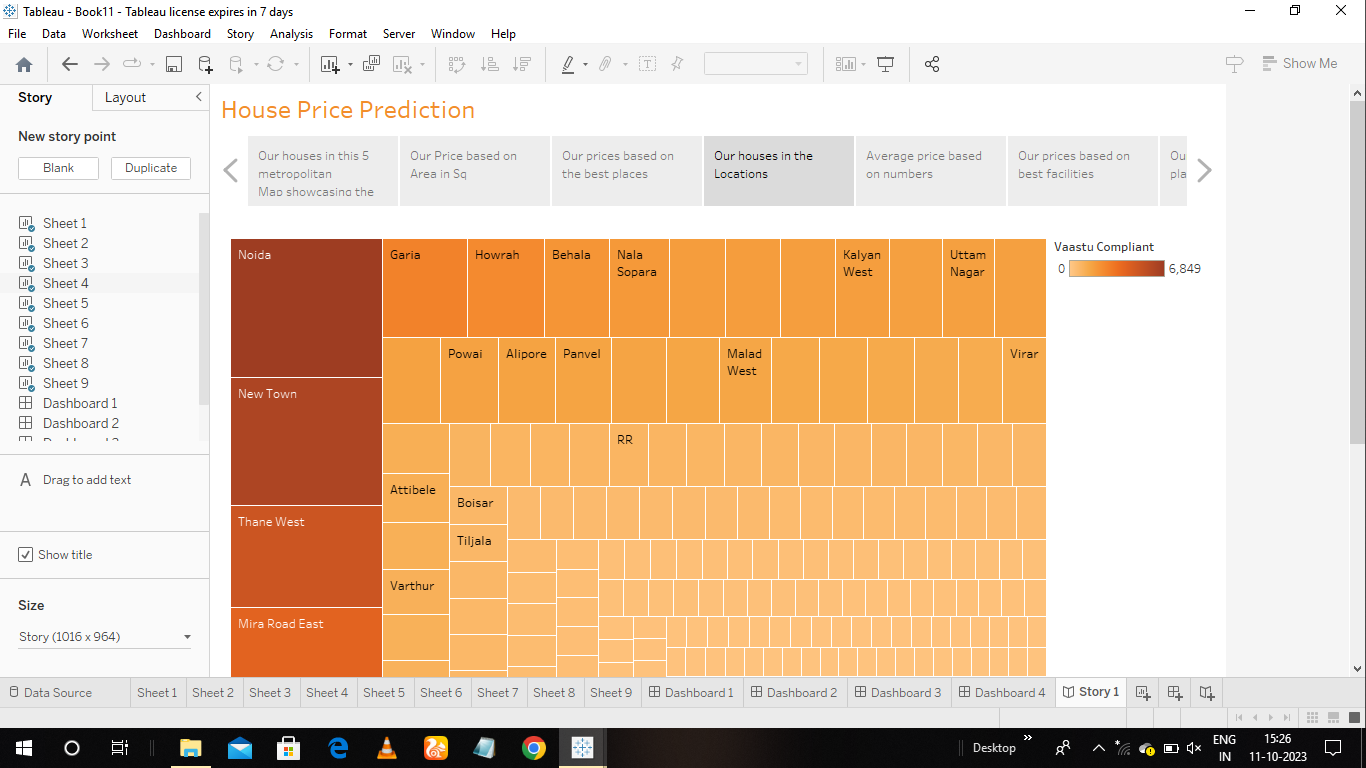 Tableau - Book11 - Tableau license expires in 7 days
File Data Worksheet Dashboard Story Analysis Format Server Window Help
Show Me
Story Layout
New story point
Blank Duplicate
Sheet 1
Sheet 2
Sheet 3
Sheet 4
Sheet 5
Sheet 6
Sheet 7
Sheet 8
Sheet 9
Dashboard 1
Dashboard 2
A Drag to add text
Show title
Size
Story (1016 x 964)
House Price Prediction
Our houses in this 5
metropolitan
Map showcasing the
Our Price based on
Area in Sq
Our prices based on
the best places
Our houses in the
Locations
Average price based
on numbers
Our prices based on
best facilities
Ou
pla
Noida
New Town
Thane West
Mira Road East
Garia
Howrah
Behala
Nala
Sopara
Kalyan
West
Uttam
Nagar
Powai
Alipore
Panvel
Malad
West
Virar
RR
Attibele
Varthur
Boisar
Tiljala
Vaastu Compliant
0 6,849
Data Source Sheet 1 Sheet 2 Sheet 3 Sheet 4 Sheet 5 Sheet 6 Sheet 7 Sheet 8 Sheet 9 Dashboard 1 Dashboard 2 Dashboard 3 Dashboard 4 Story 1
Desktop
ENG
IN
15:26
11-10-2023